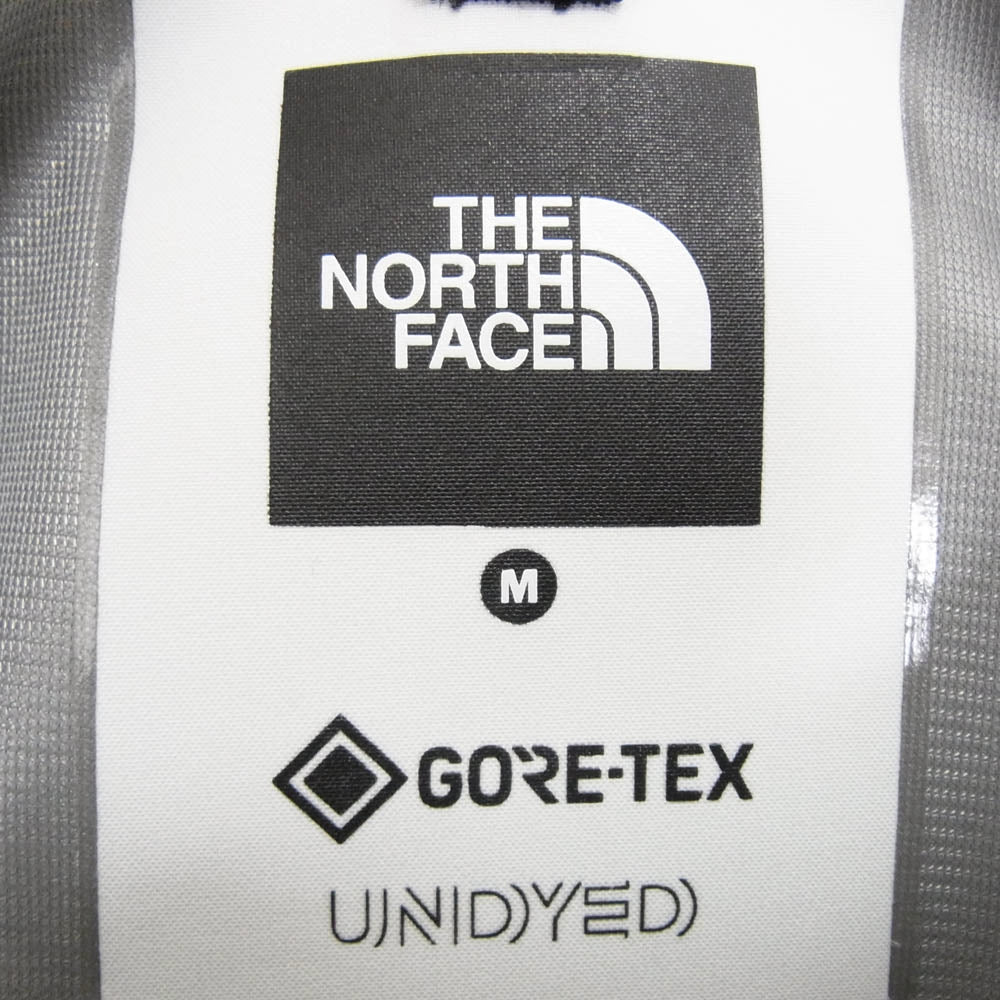 THE
NORTH
FACE
M
GORE-TEX
UNDYED